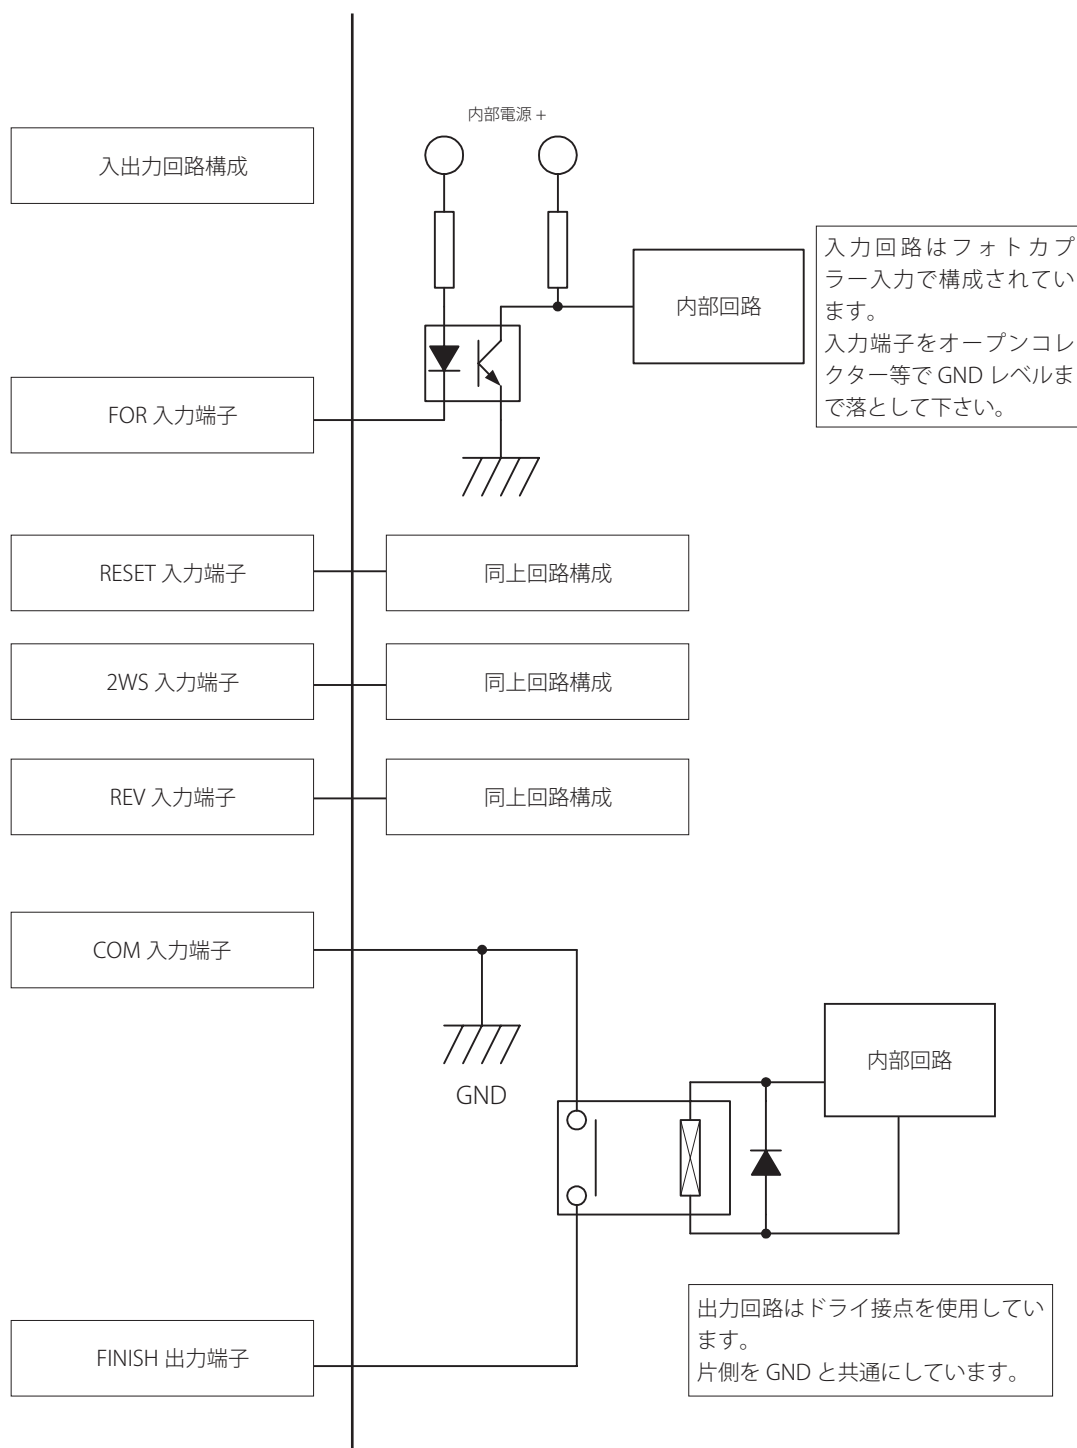 内部電源 +
入出力回路構成
入力回路はフォトカプ
ラー入力で構成されてい
ます。
入力端子をオープンコレ
クター等で GND レベルま
で落として下さい。
内部回路
FOR 入力端子
RESET 入力端子
同上回路構成
2WS 入力端子
同上回路構成
REV 入力端子
同上回路構成
COM 入力端子
GND
内部回路
出力回路はドライ接点を使用してい
ます。
片側を GND と共通にしています。
FINISH 出力端子